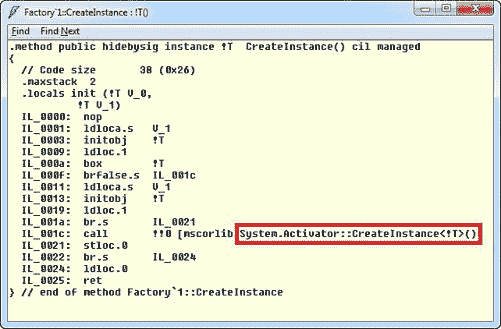 Factory`1::CreateInstance : !T()
Find Find Next
.method public hidebysig instance !T  CreateInstance() cil managed
{
  // Code size       38 (0x26)
  .maxstack  2
  .locals init (!T V_0,
           !T V_1)
  IL_0000:  nop
  IL_0001:  ldloca.s   V_1
  IL_0003:  initobj    !T
  IL_0009:  ldloc.1
  IL_000a:  box        !T
  IL_000f:  brfalse.s  IL_001c
  IL_0011:  ldloca.s   V_1
  IL_0013:  initobj    !T
  IL_0019:  ldloc.1
  IL_001a:  br.s       IL_0021
  IL_001c:  call       !!0 [mscorlib System.Activator::CreateInstance<!T>()
  IL_0021:  stloc.0
  IL_0022:  br.s       IL_0024
  IL_0024:  ldloc.0
  IL_0025:  ret
} // end of method Factory`1::CreateInstance